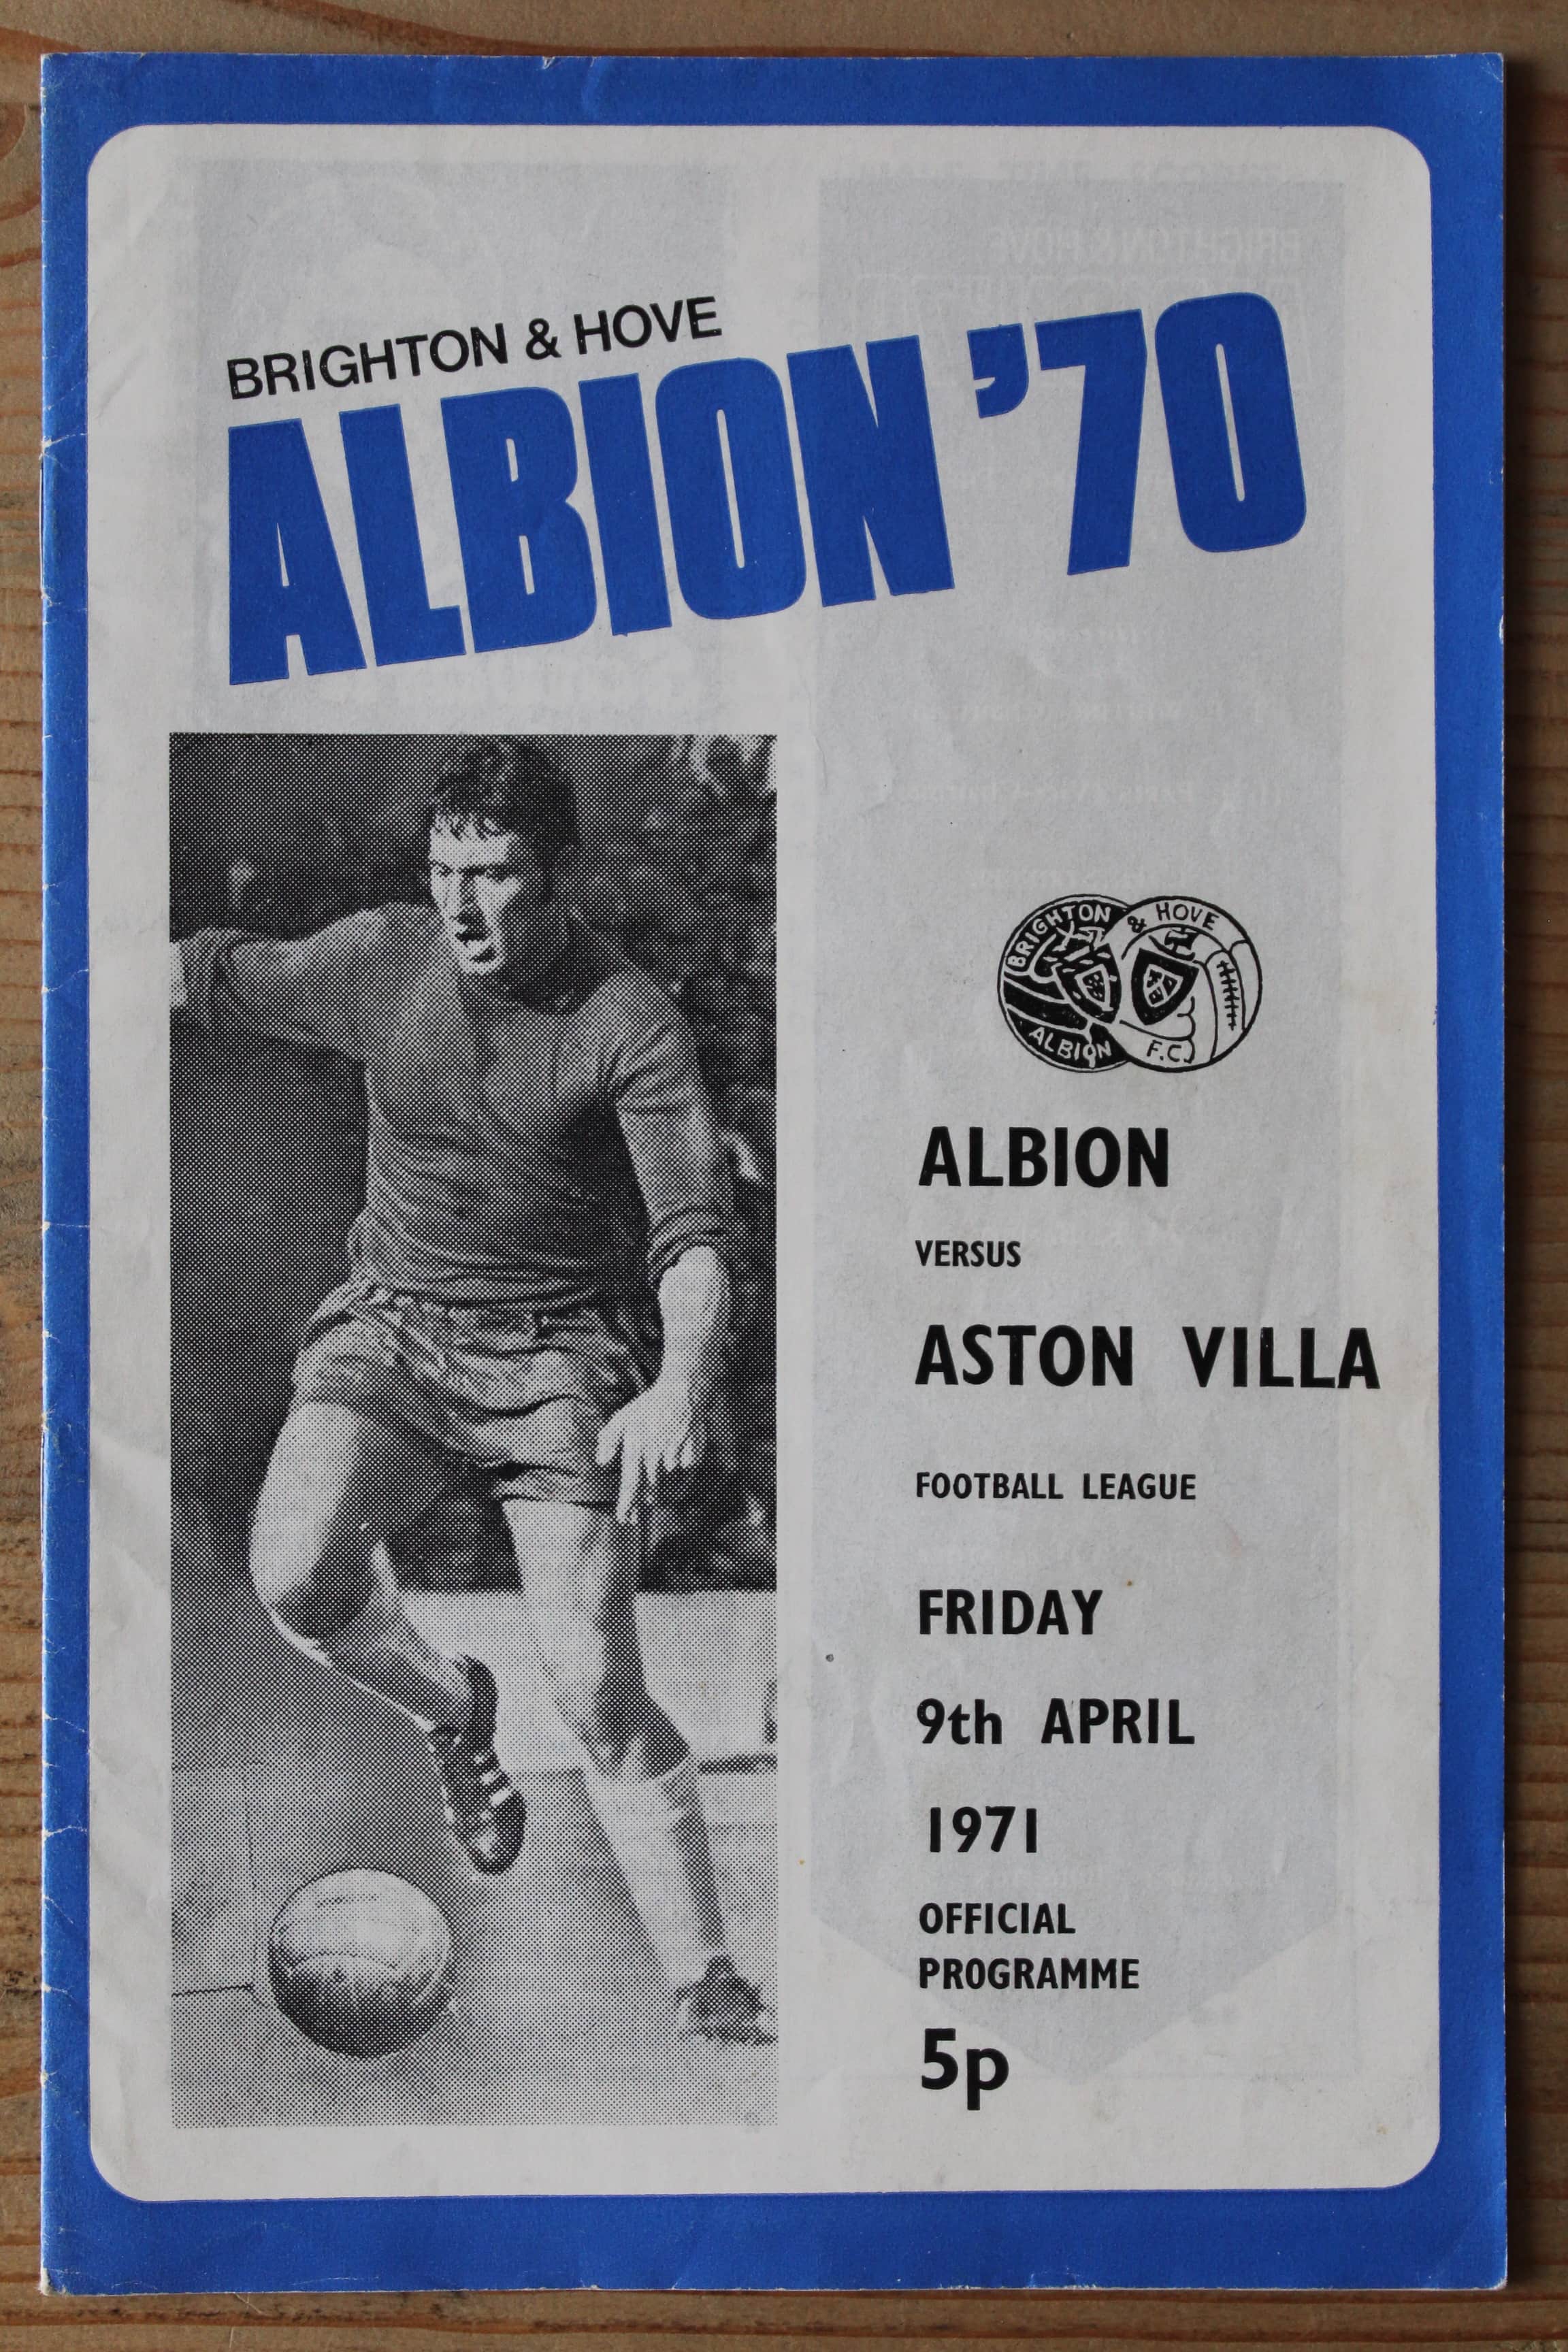 BRIGHTON & HOVE
ALBION '70
BRIGHTON & HOVE
ALBION F.C.
ALBION
VERSUS
ASTON VILLA
FOOTBALL LEAGUE
FRIDAY
9th APRIL
1971
OFFICIAL
PROGRAMME
5p